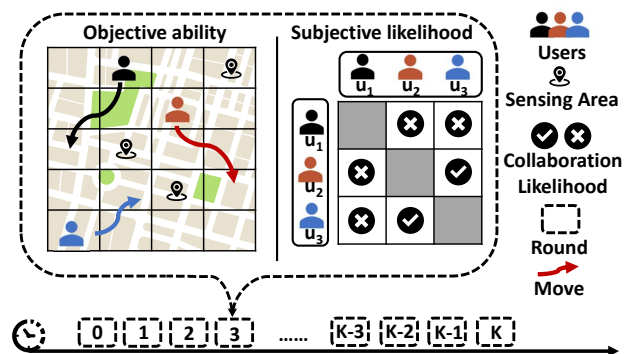 Objective ability
Subjective likelihood
u1 u2 u3
u1
u2
u3
Users
Sensing Area
Collaboration
Likelihood
Round
Move
0 1 2 3 ...... K-3 K-2 K-1 K